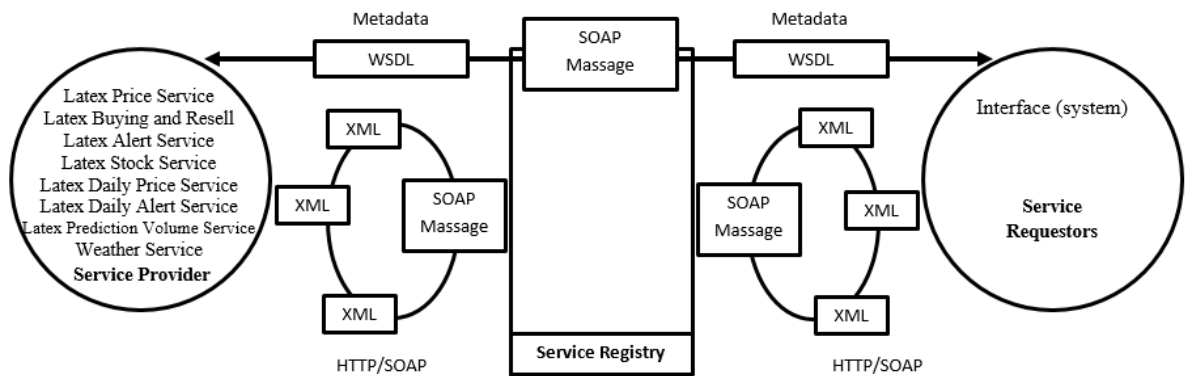 Metadata
WSDL
SOAP
Massage
Metadata
WSDL
Latex Price Service
Latex Buying and Resell
Latex Alert Service
Latex Stock Service
Latex Daily Price Service
Latex Daily Alert Service
Latex Prediction Volume Service
Weather Service
Service Provider
XML
XML
SOAP
Massage
XML
HTTP/SOAP
Service Registry
XML
SOAP
Massage
XML
XML
HTTP/SOAP
Interface (system)
Service
Requestors